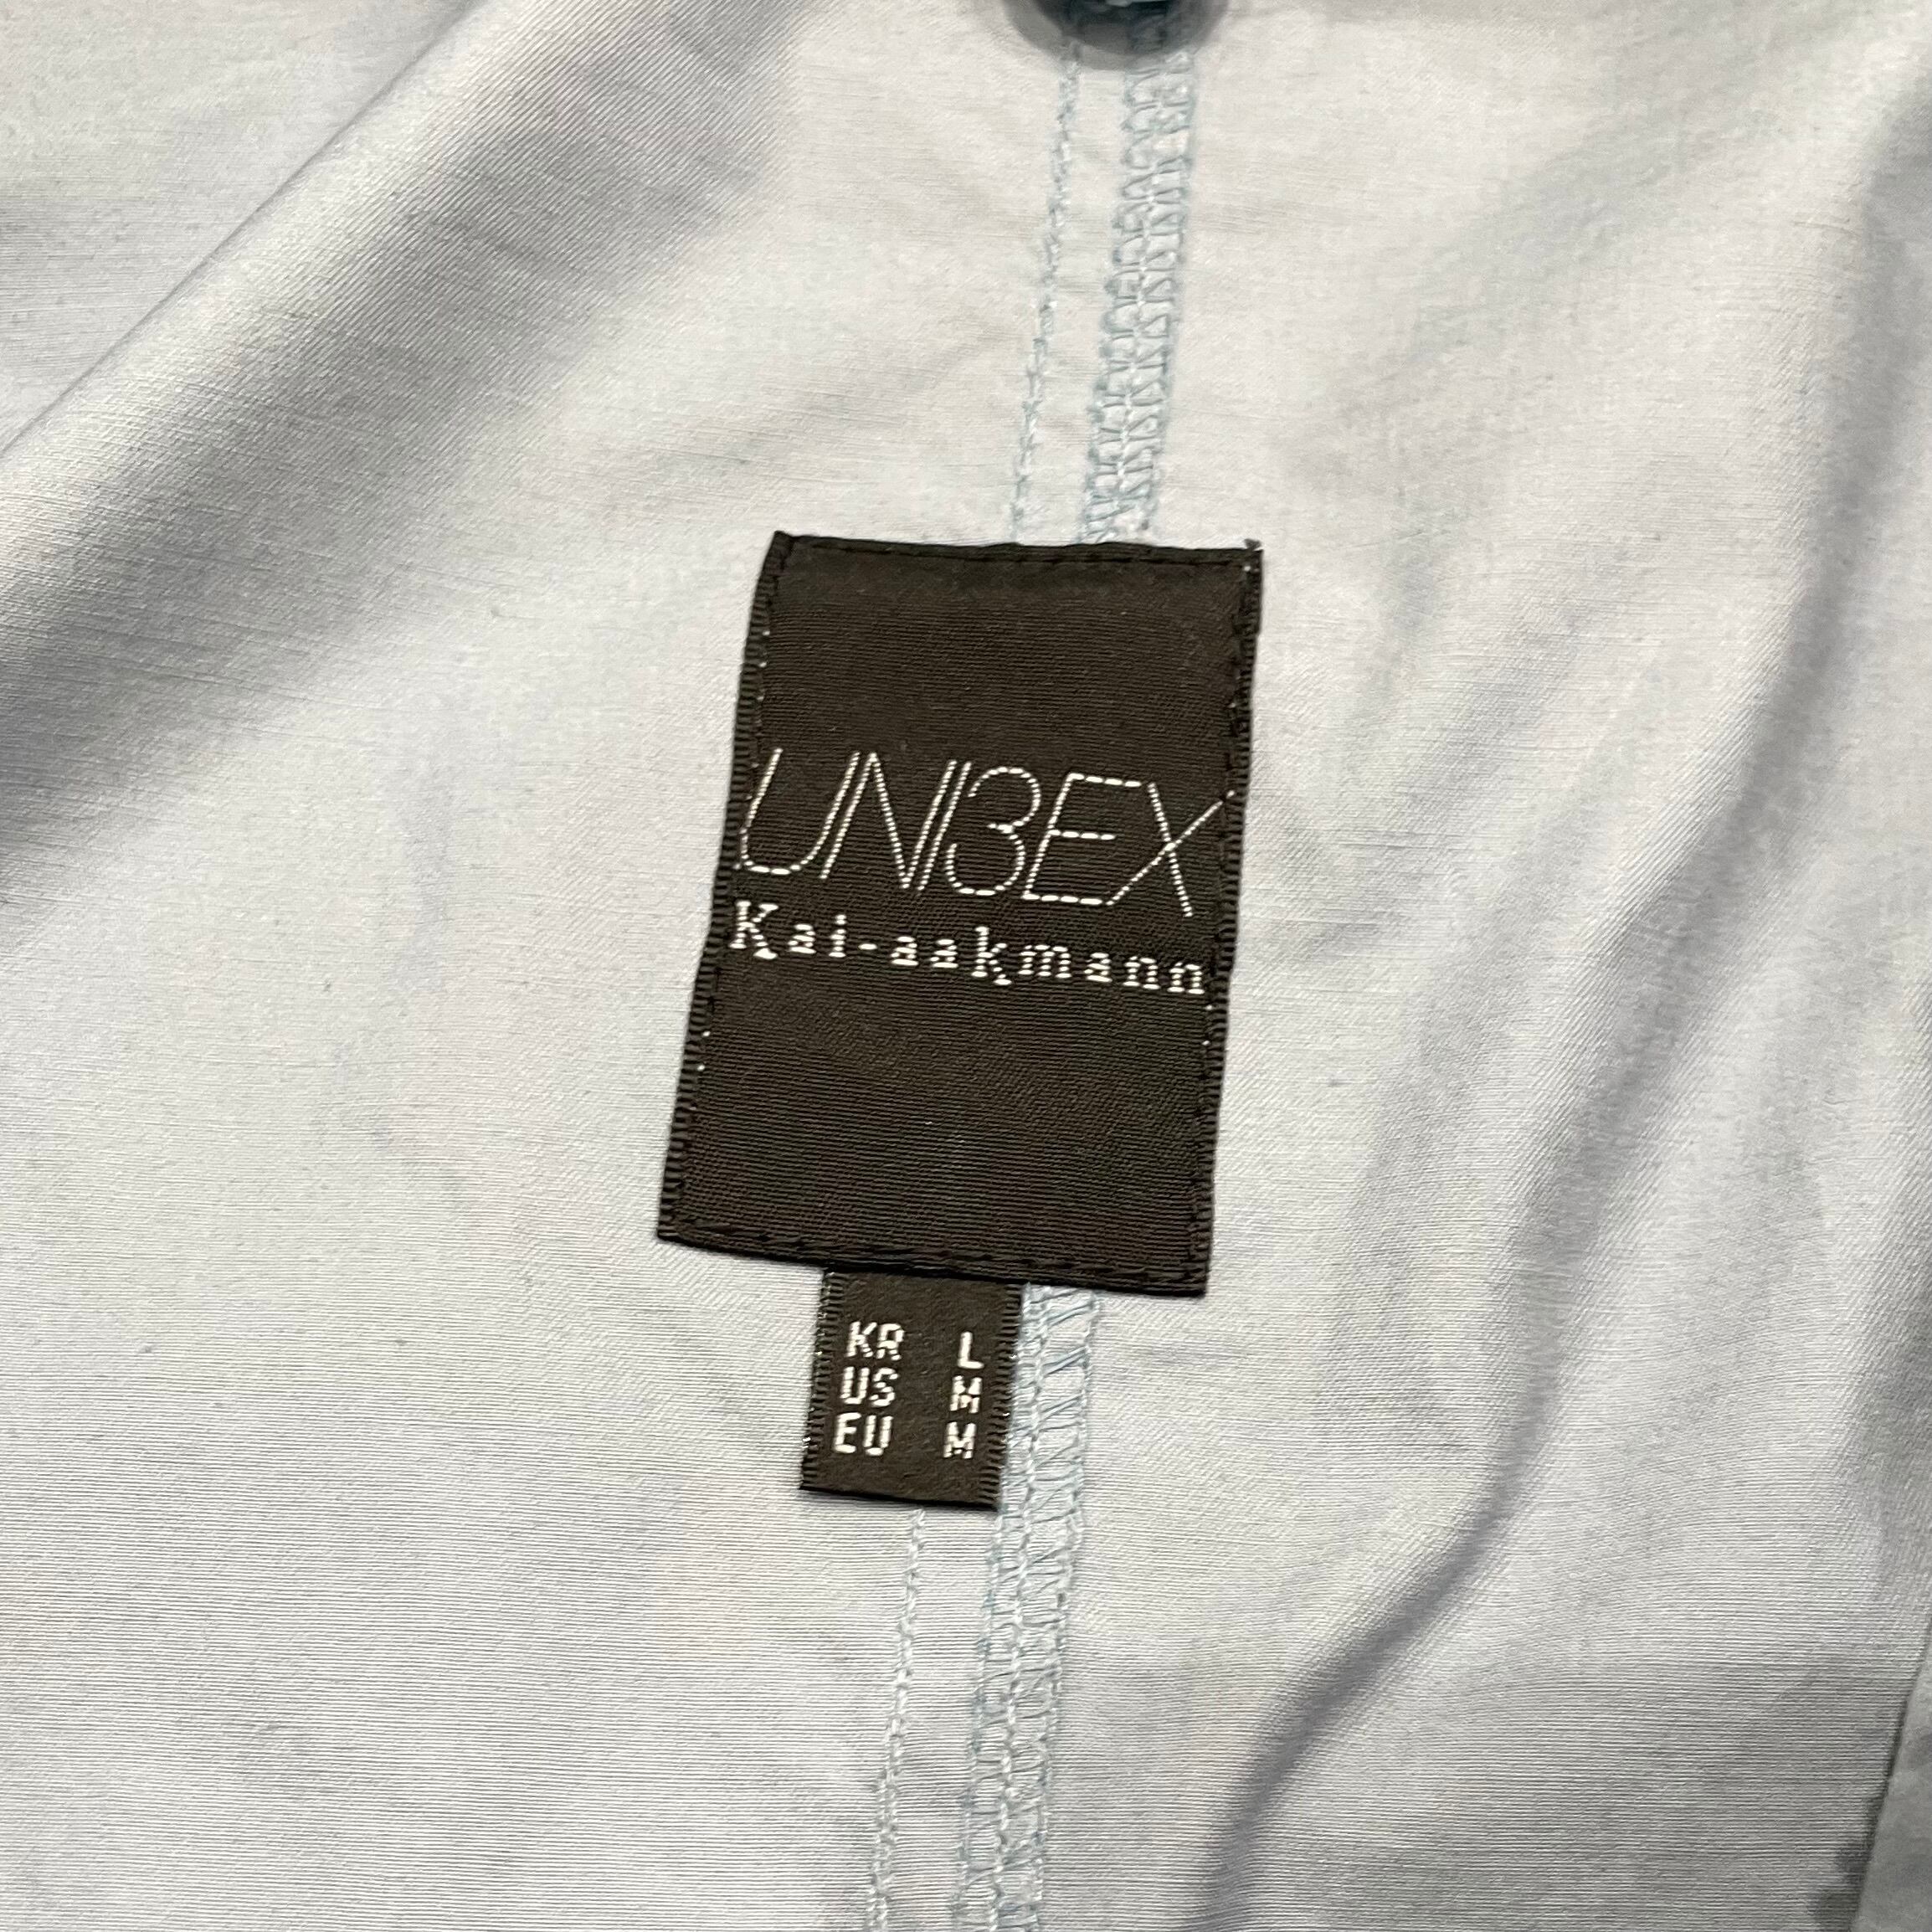 UNI3EX
Kai-aakmann
KR L
US M
EU M